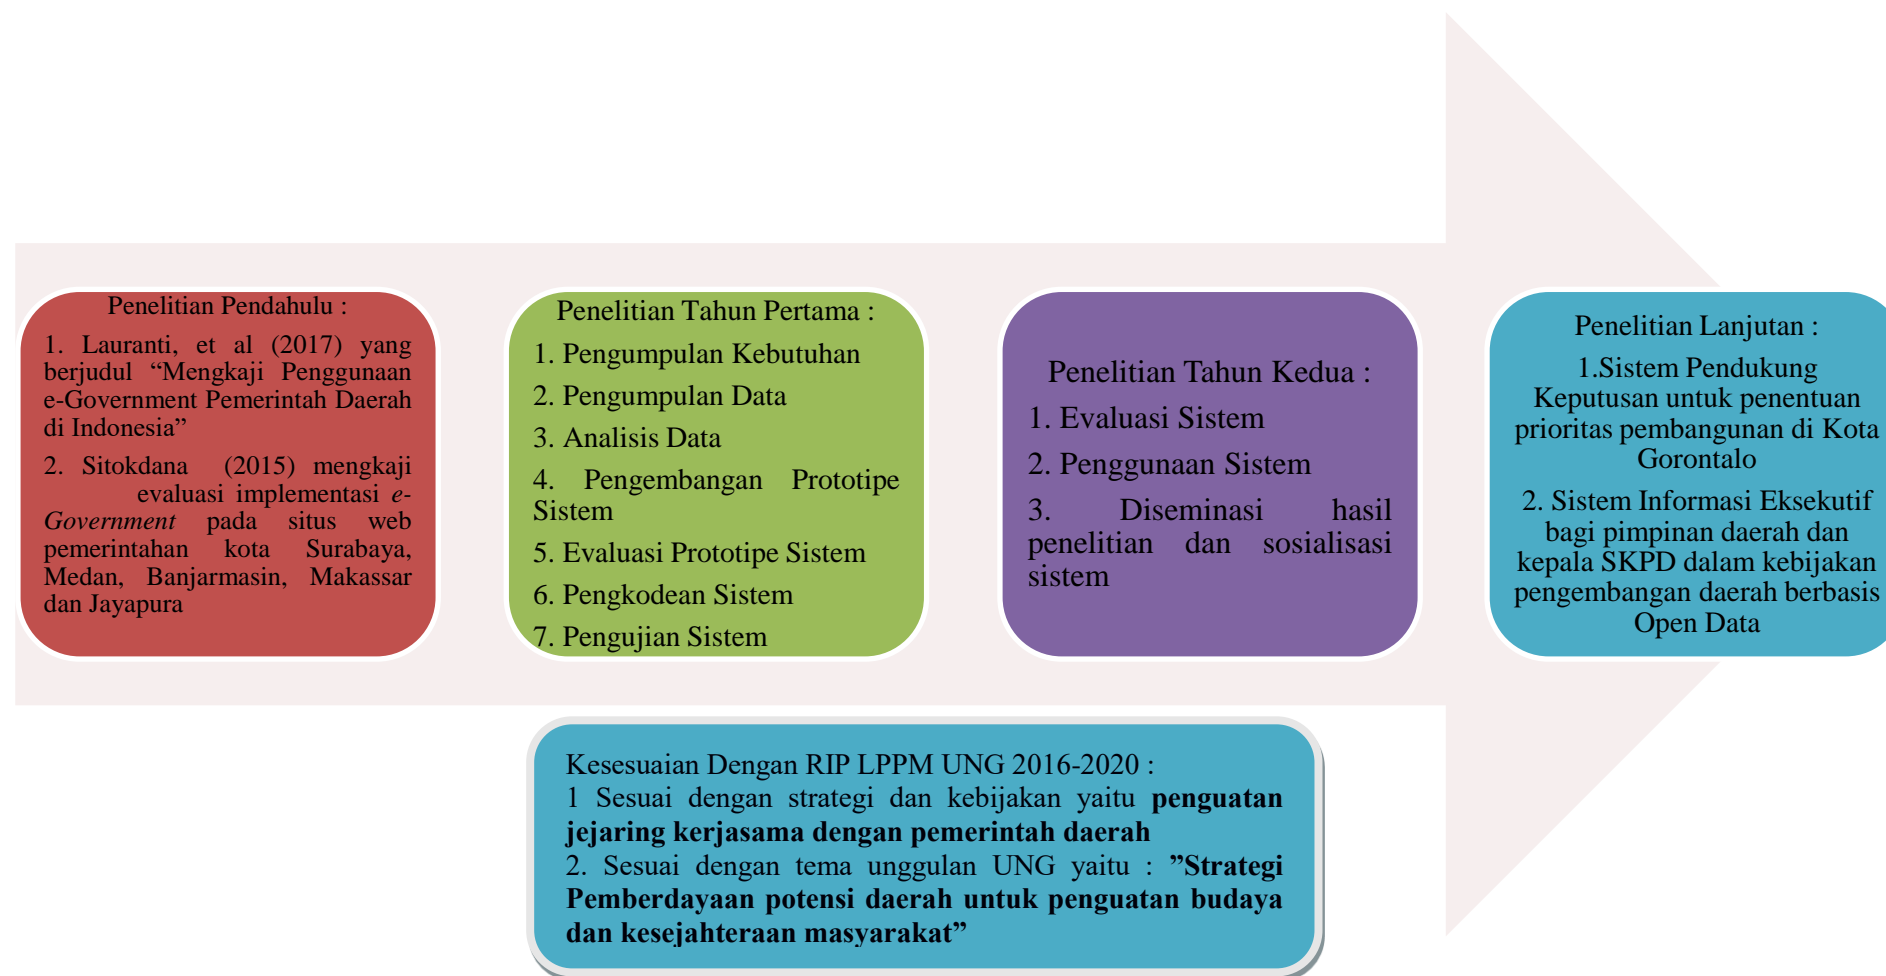 Penelitian Pendahulu :
1. Lauranti, et al (2017) yang
berjudul “Mengkaji Penggunaan
e-Government Pemerintah Daerah
di Indonesia”
2. Sitokdana (2015) mengkaji
evaluasi implementasi e-
Government pada situs web
pemerintahan kota Surabaya,
Medan, Banjarmasin, Makassar
dan Jayapura
Penelitian Tahun Pertama :
1. Pengumpulan Kebutuhan
2. Pengumpulan Data
3. Analisis Data
4. Pengembangan Prototipe
Sistem
5. Evaluasi Prototipe Sistem
6. Pengkodean Sistem
7. Pengujian Sistem
Penelitian Tahun Kedua :
1. Evaluasi Sistem
2. Penggunaan Sistem
3. Diseminasi hasil
penelitian dan sosialisasi
sistem
Penelitian Lanjutan :
1.Sistem Pendukung
Keputusan untuk penentuan
prioritas pembangunan di Kota
Gorontalo
2. Sistem Informasi Eksekutif
bagi pimpinan daerah dan
kepala SKPD dalam kebijakan
pengembangan daerah berbasis
Open Data
Kesesuaian Dengan RIP LPPM UNG 2016-2020 :
1 Sesuai dengan strategi dan kebijakan yaitu penguatan
jejaring kerjasama dengan pemerintah daerah
2. Sesuai dengan tema unggulan UNG yaitu : ”Strategi
Pemberdayaan potensi daerah untuk penguatan budaya
dan kesejahteraan masyarakat”